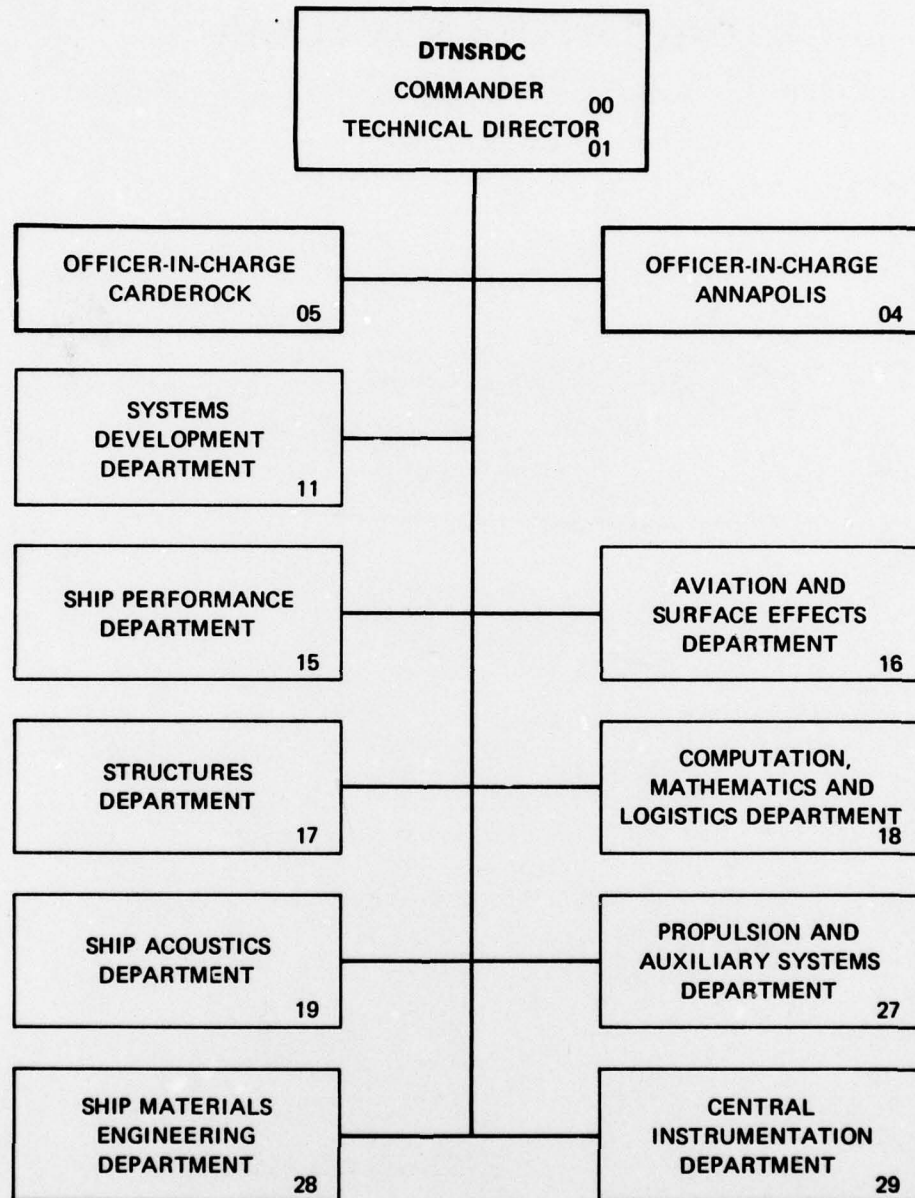 DTNSRDC
COMMANDER 00
TECHNICAL DIRECTOR 01
OFFICER-IN-CHARGE
CARDEROCK
05
OFFICER-IN-CHARGE
ANNAPOLIS
04
SYSTEMS
DEVELOPMENT
DEPARTMENT
11
SHIP PERFORMANCE
DEPARTMENT
15
AVIATION AND
SURFACE EFFECTS
DEPARTMENT
16
STRUCTURES
DEPARTMENT
17
COMPUTATION,
MATHEMATICS AND
LOGISTICS DEPARTMENT
18
SHIP ACOUSTICS
DEPARTMENT
19
PROPULSION AND
AUXILIARY SYSTEMS
DEPARTMENT
27
SHIP MATERIALS
ENGINEERING
DEPARTMENT
28
CENTRAL
INSTRUMENTATION
DEPARTMENT
29